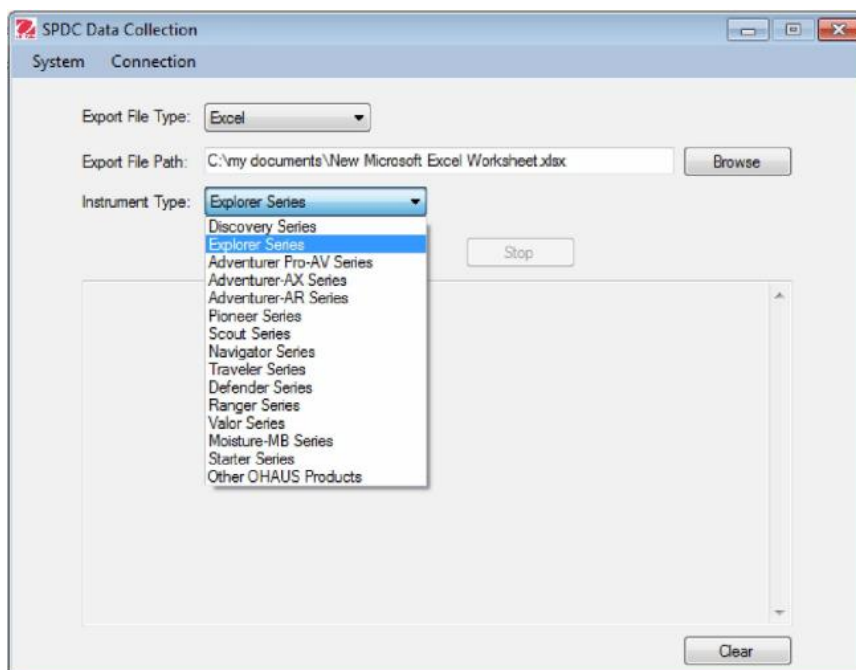 SPDC Data Collection
System Connection
Export File Type: Excel
Export File Path: C:\my documents\New Microsoft Excel Worksheet.xlsx Browse
Instrument Type: Explorer Series
Discovery Series
Explorer Series
Adventurer Pro-AV Series
Adventurer-AX Series
Adventurer-AR Series
Pioneer Series
Scout Series
Navigator Series
Traveler Series
Defender Series
Ranger Series
Valor Series
Moisture-MB Series
Starter Series
Other OHAUS Products
Stop
Clear